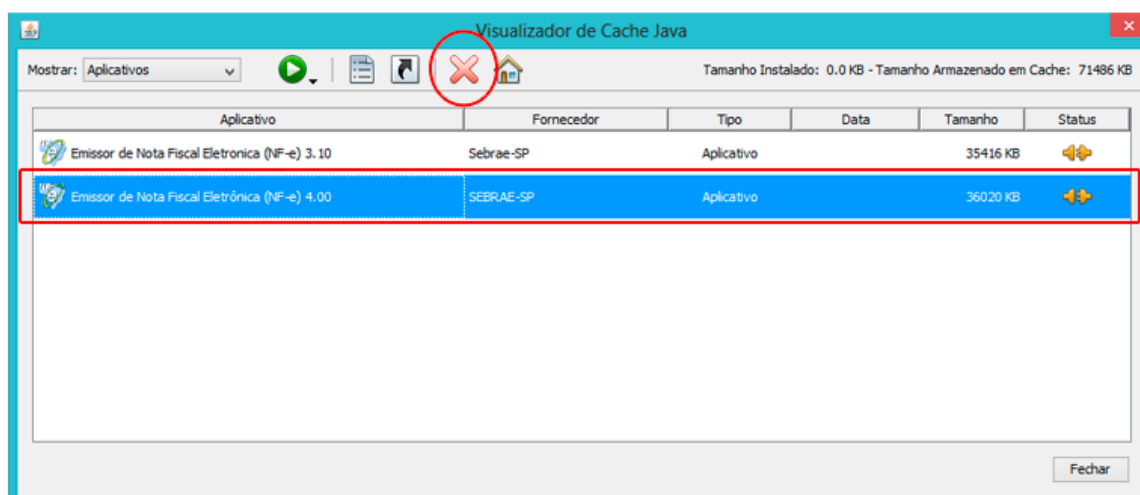 Visualizador de Cache Java
Mostrar: Aplicativos
Tamanho Instalado: 0.0 KB - Tamanho Armazenado em Cache: 71486 KB
Aplicativo Fornecedor Tipo Data Tamanho Status
Emissor de Nota Fiscal Eletronica (NF-e) 3.10 Sebrae-SP Aplicativo 35416 KB
Emissor de Nota Fiscal Eletrônica (NF-e) 4.00 SEBRAE-SP Aplicativo 36020 KB
Fechar